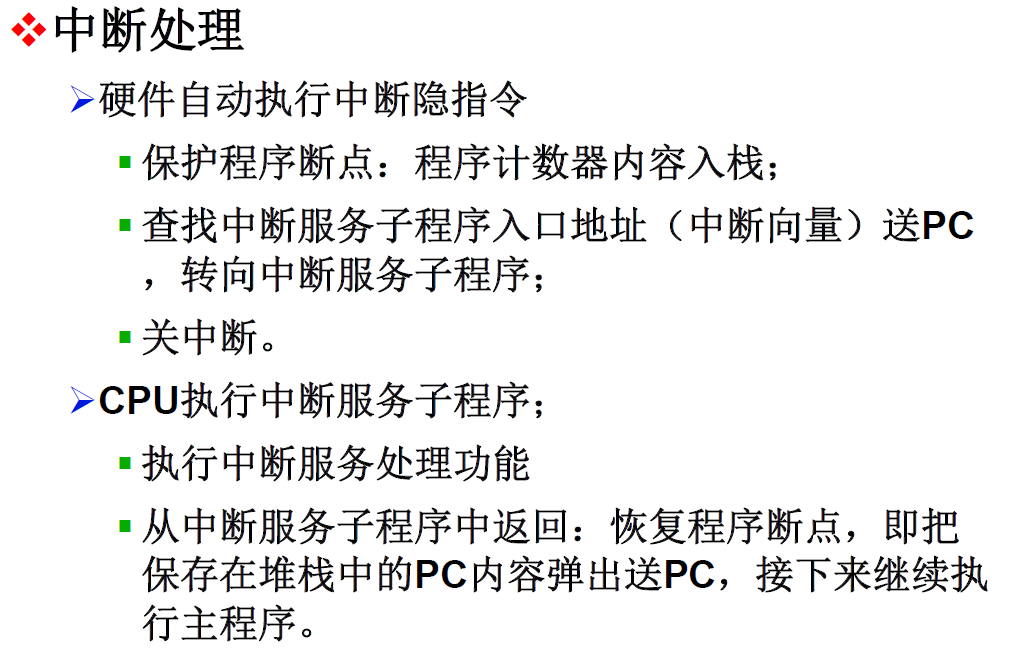 中断处理
硬件自动执行中断隐指令
保护程序断点：程序计数器内容入栈；
查找中断服务子程序入口地址（中断向量）送PC
，转向中断服务子程序；
关中断。
CPU执行中断服务子程序；
执行中断服务处理功能
从中断服务子程序中返回：恢复程序断点，即把
保存在堆栈中的PC内容弹出送PC，接下来继续执
行主程序。